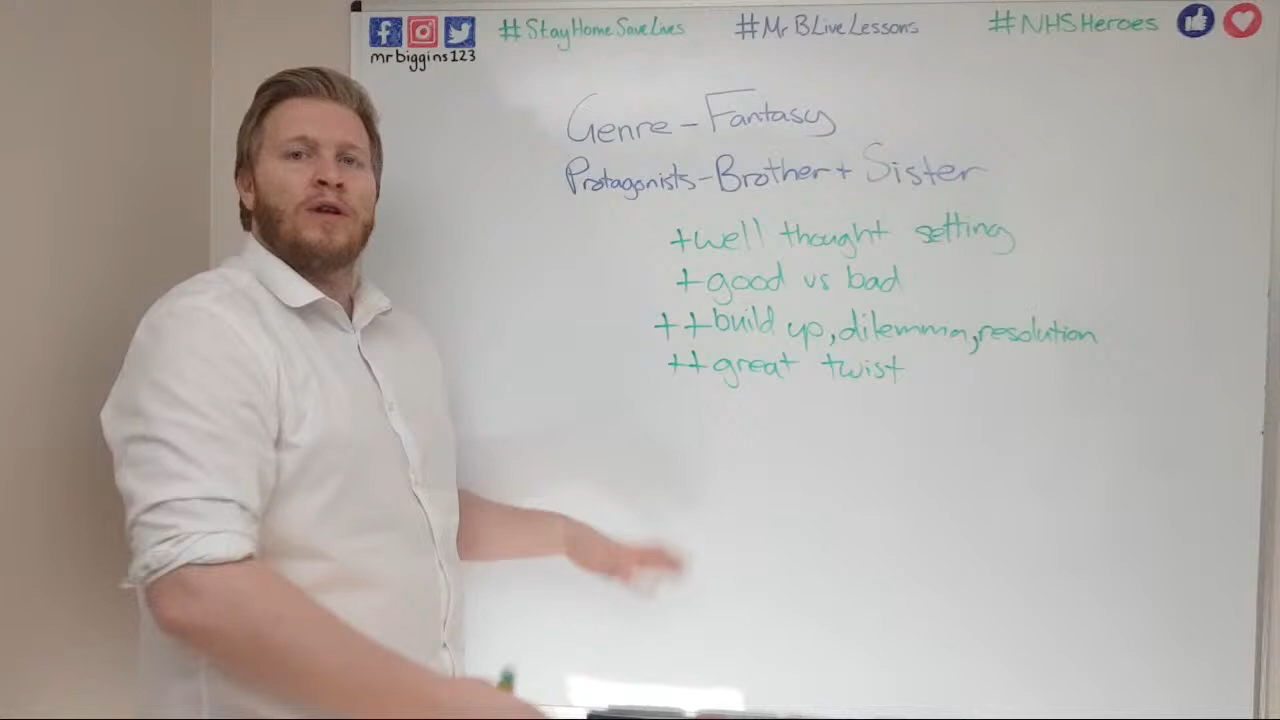 #StayHomeSaveLives #MrBLiveLessons #NHSHeroes
mrbiggins123
Genre - Fantasy
Protagonists - Brother + Sister
+well thought setting
+good vs bad
++build up, dilemma, resolution
++great twist